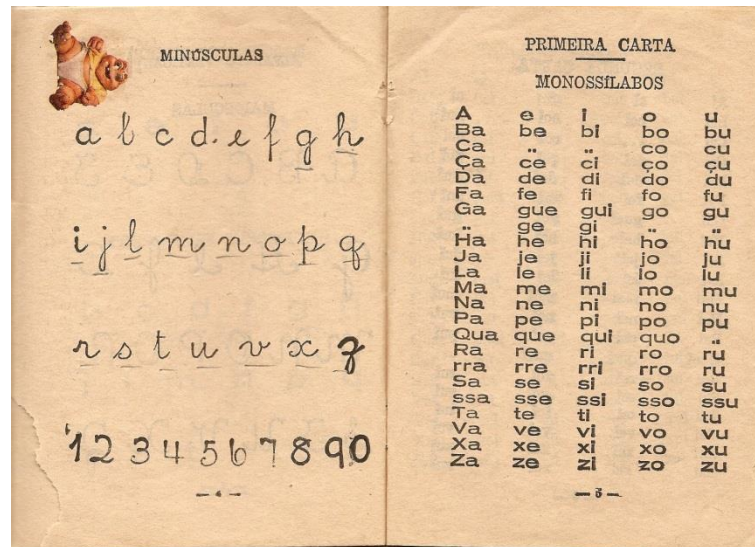 MINÚSCULAS
a b c d e f g h
i j l m n o p q
r s t u v x z
1 2 3 4 5 6 7 8 9 0
— 4 —
PRIMEIRA CARTA
MONOSSÍLABOS
A e i o u
Ba be bi bo bu
Ca .. .. co cu
Ça ce ci ço çu
Da de di do du
Fa fe fi fo fu
Ga gue gui go gu
.. ge gi .. ..
Ha he hi ho hu
Ja je ji jo ju
La le li lo lu
Ma me mi mo mu
Na ne ni no nu
Pa pe pi po pu
Qua que qui quo ..
Ra re ri ro ru
rra rre rri rro ru
Sa se si so su
ssa sse ssi sso ssu
Ta te ti to tu
Va ve vi vo vu
Xa xe xi xo xu
Za ze zi zo zu